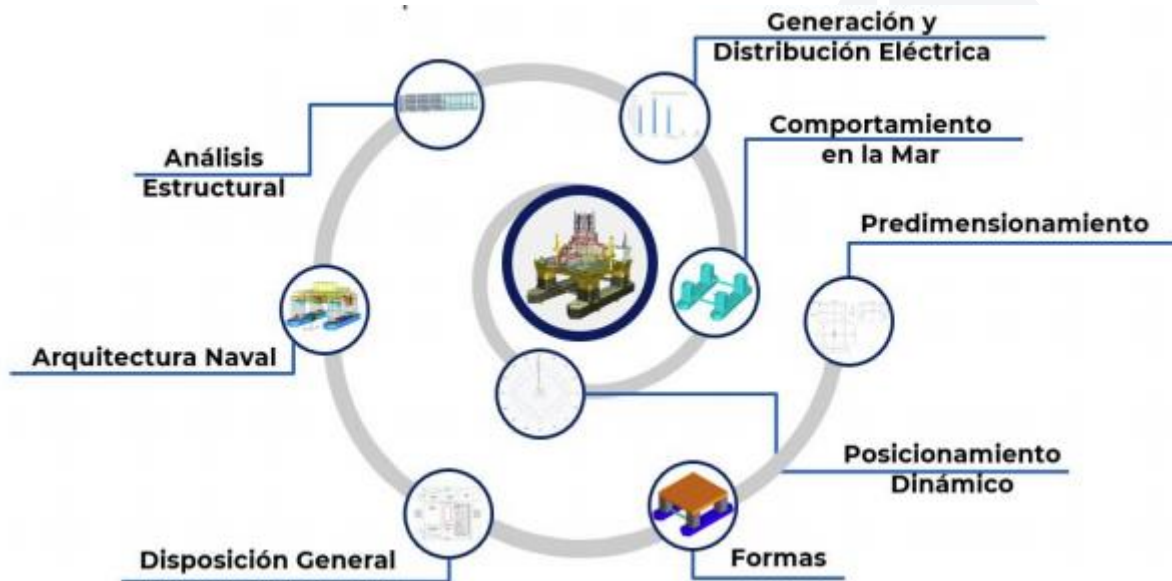 Generación y
Distribución Eléctrica
Comportamiento
en la Mar
Análisis
Estructural
Predimensionamiento
Arquitectura Naval
Posicionamiento
Dinámico
Disposición General
Formas